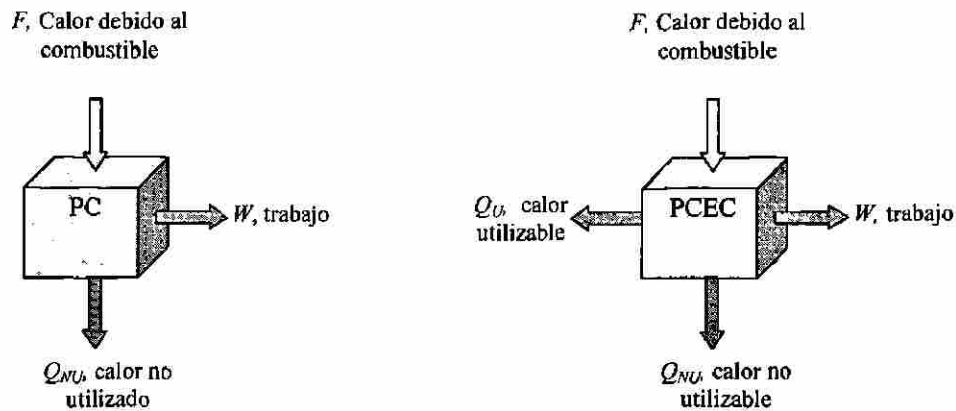 F, Calor debido al
combustible
PC
W, trabajo
Q_NU, calor no
utilizado
F, Calor debido al
combustible
Q_U, calor
utilizable
PCEC
W, trabajo
Q_NU, calor no
utilizable